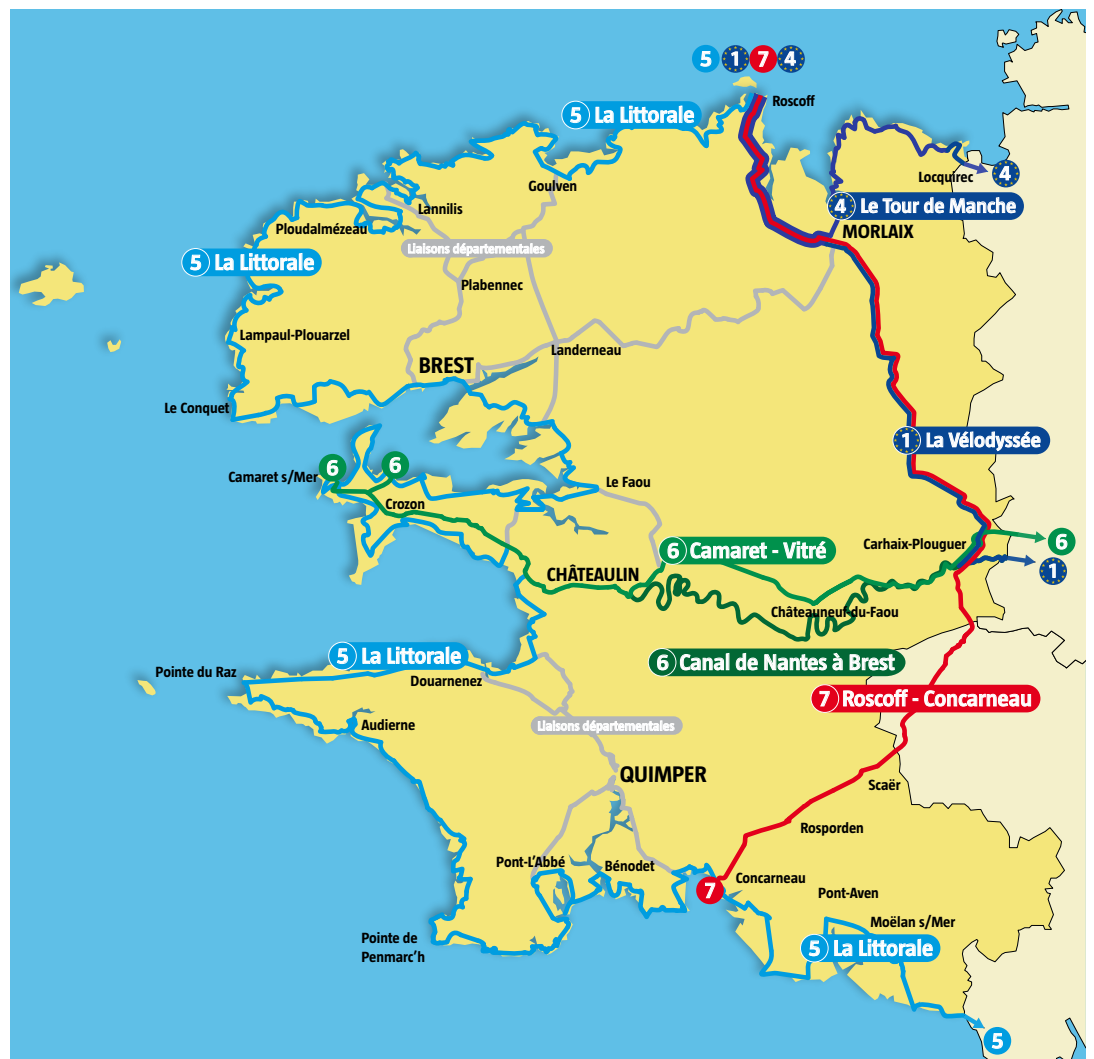 5 1 7 4
Roscoff
5 La Littorale
Locquirec
4
Goulven
Lannilis
4 Le Tour de Manche
Ploudalmézeau
MORLAIX
Liaisons départementales
5 La Littorale
Plabennec
Lampaul-Plouarzel
Landerneau
BREST
Le Conquet
1 La Vélodyssée
6
6
Camaret s/Mer
Le Faou
Crozon
Carhaix-Plouguer
6
6 Camaret - Vitré
1
CHÂTEAULIN
Châteauneuf-du-Faou
5 La Littorale
6 Canal de Nantes à Brest
Pointe du Raz
Douarnenez
7 Roscoff - Concarneau
Audierne
Liaisons départementales
QUIMPER
Scaër
Rosporden
Pont-L'Abbé
Bénodet
Concarneau
7
Pont-Aven
Moëlan s/Mer
Pointe de
Penmarc'h
5 La Littorale
5